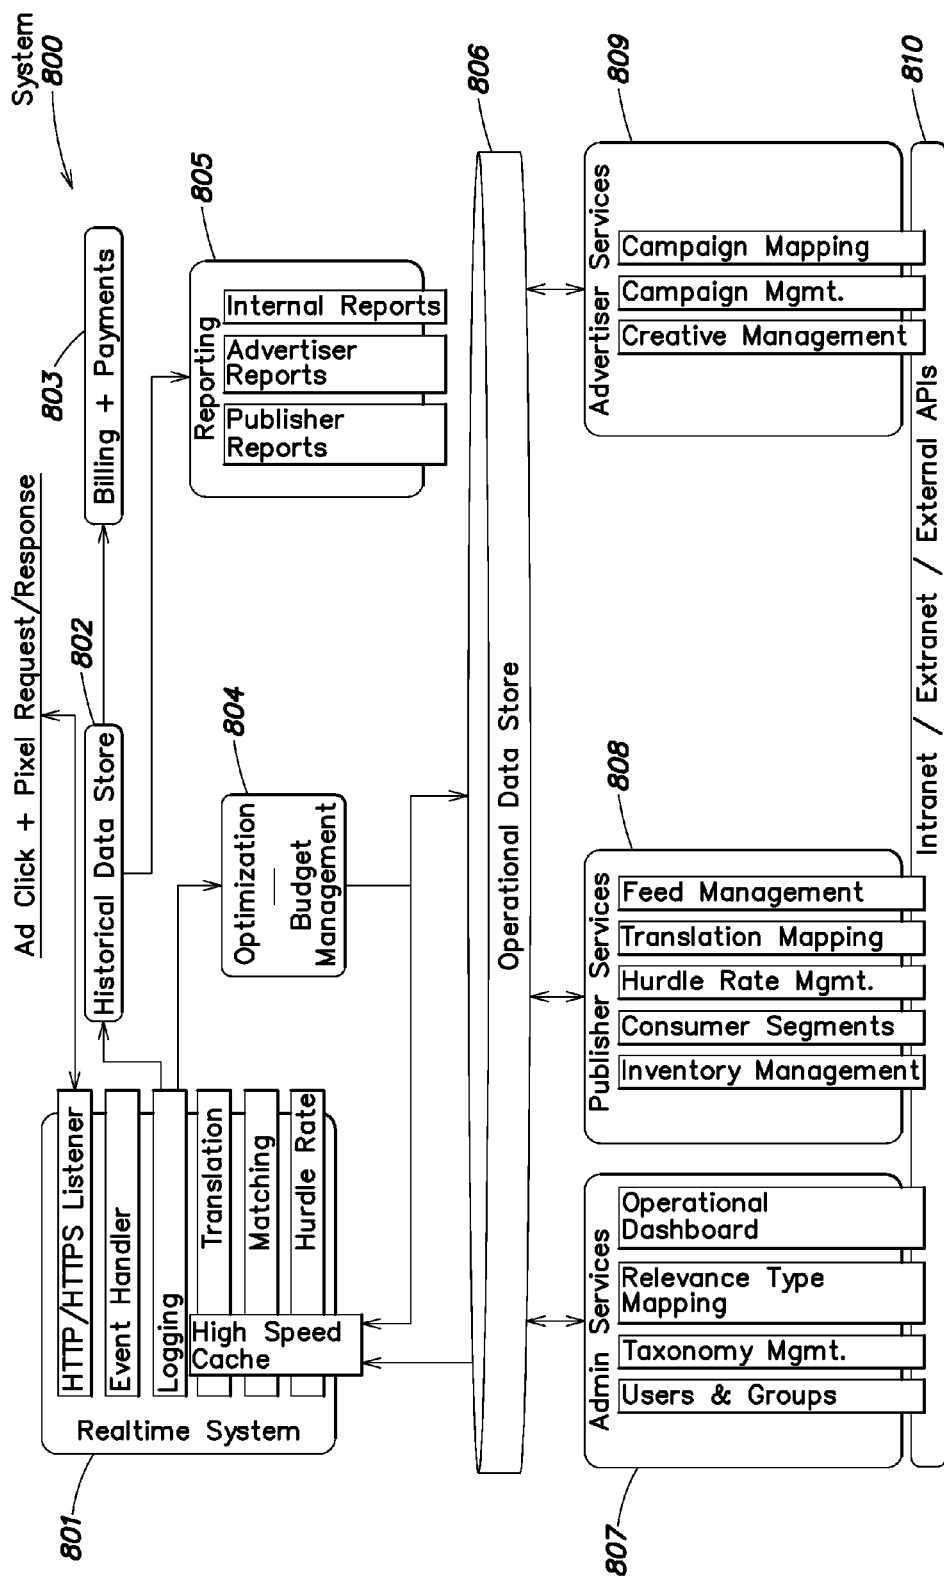 System
800
Ad Click + Pixel Request/Response
801
Realtime System
HTTP/HTTPS Listener
Event Handler
Logging
Translation
Matching
Hurdle Rate
High Speed
Cache
802
Historical Data Store
803
Billing + Payments
804
Optimization
Budget
Management
805
Reporting
Publisher
Reports
Advertiser
Reports
Internal Reports
806
Operational Data Store
807
Admin Services
Users & Groups
Taxonomy Mgmt.
Relevance Type
Mapping
Operational
Dashboard
808
Publisher Services
Inventory Management
Consumer Segments
Hurdle Rate Mgmt.
Translation Mapping
Feed Management
809
Advertiser Services
Creative Management
Campaign Mgmt.
Campaign Mapping
810
Intranet / Extranet / External APIs